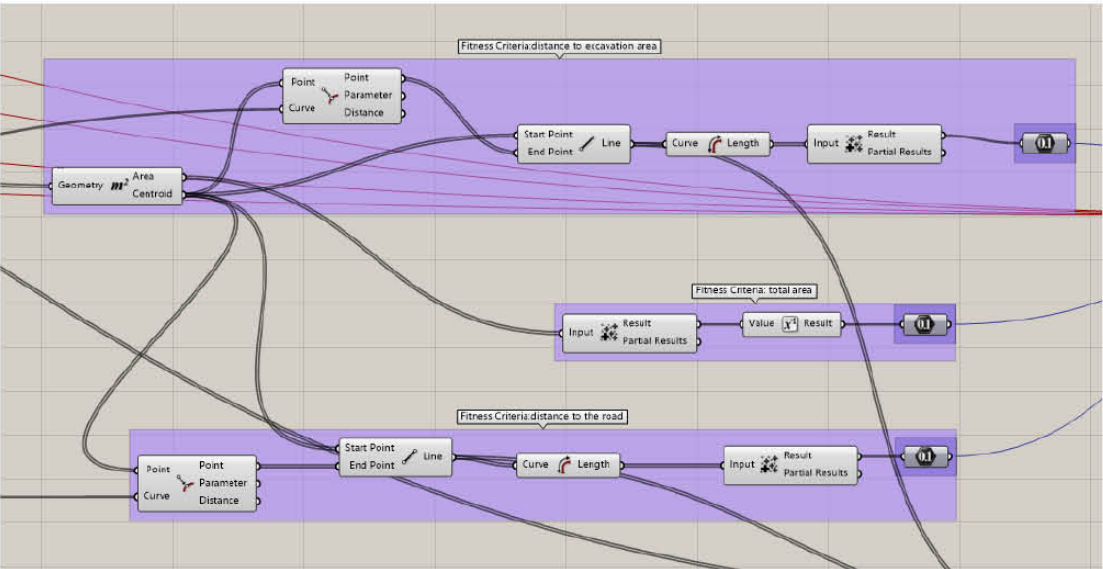 Fitness Criteria:distance to excavation area
Point
Curve
Point
Parameter
Distance
Start Point
End Point
Line
Curve
Length
Input
Result
Partial Results
0.1
Geometry
m²
Area
Centroid
Fitness Criteria: total area
Input
Result
Partial Results
Value
Result
0.1
Fitness Criteria:distance to the road
Start Point
End Point
Line
Point
Curve
Point
Parameter
Distance
Curve
Length
Input
Result
Partial Results
0.1